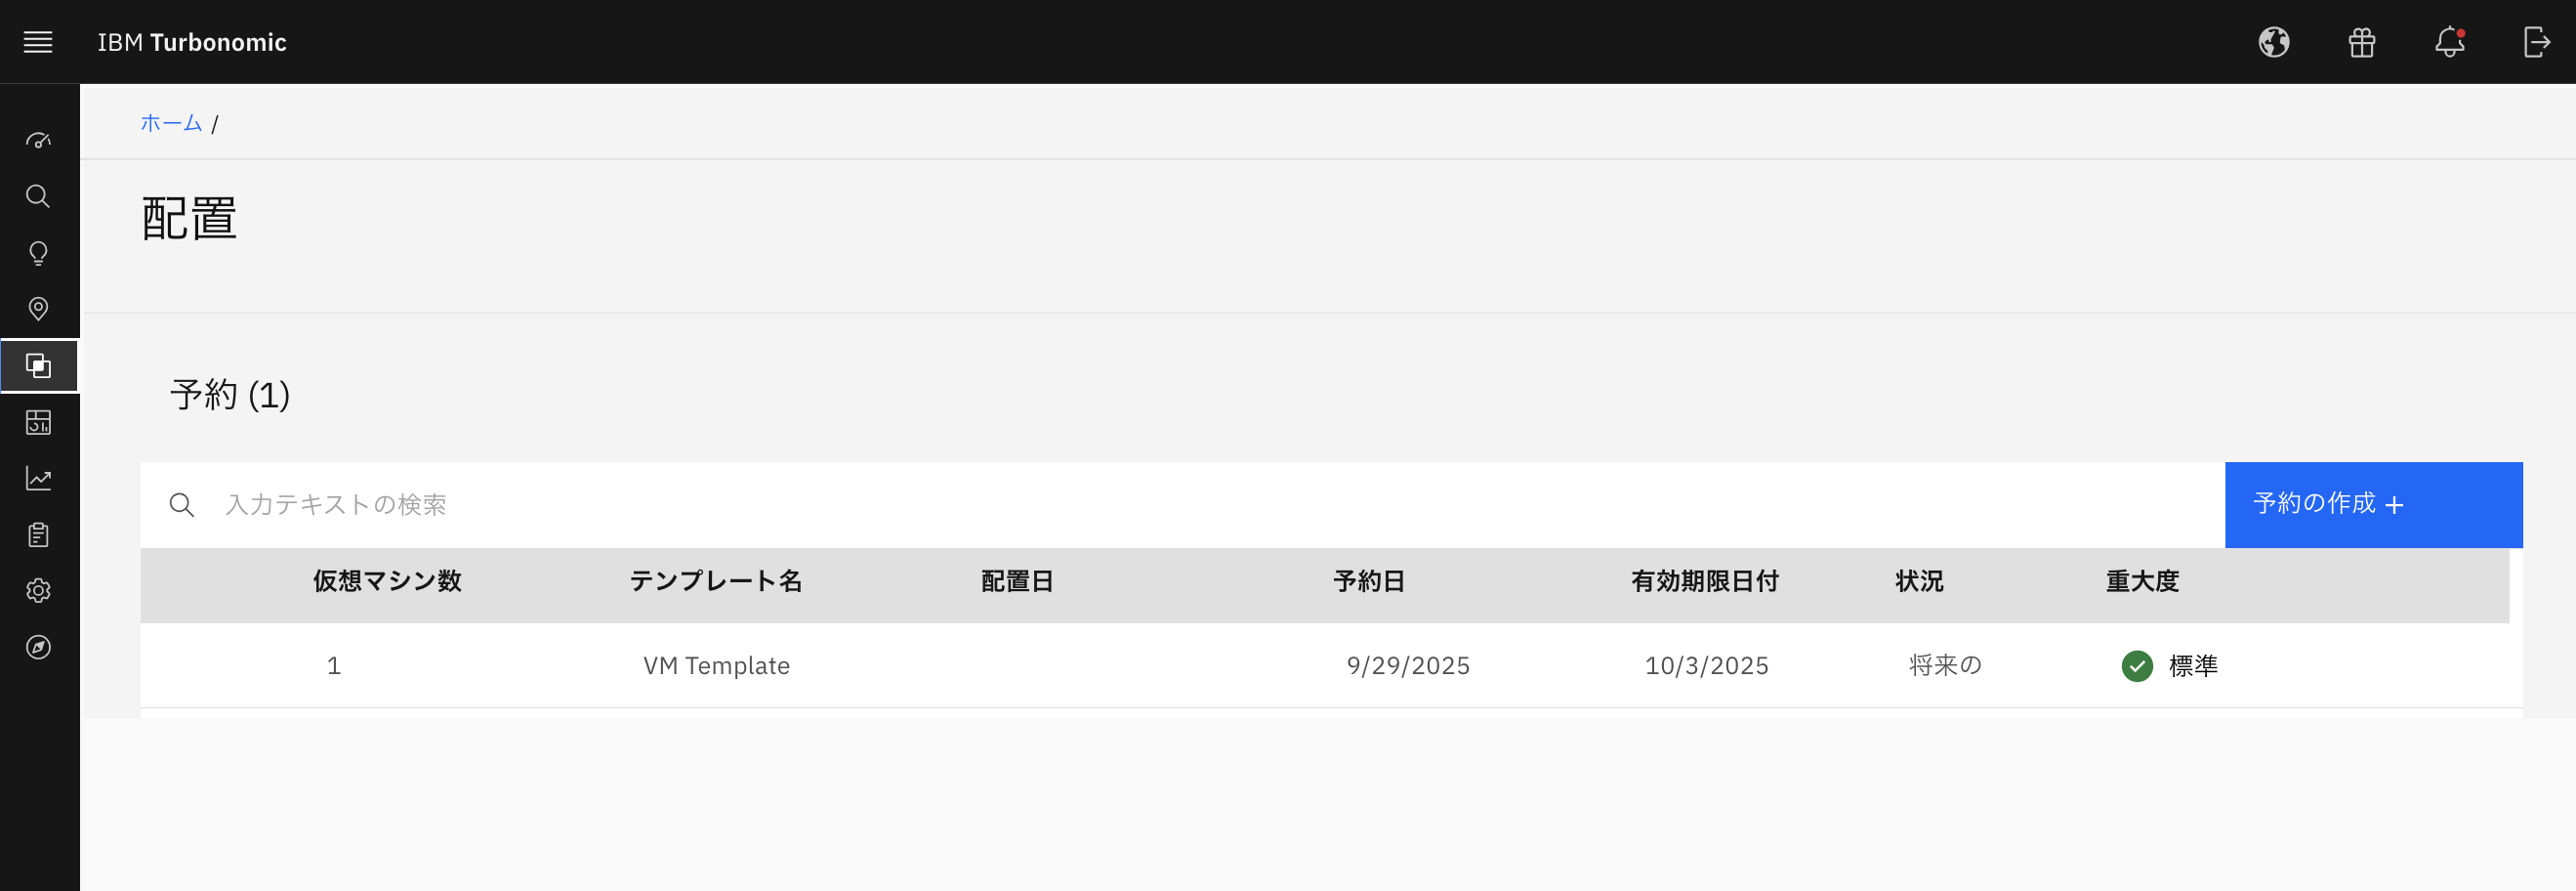 IBM Turbonomic
ホーム /
配置
予約 (1)
入力テキストの検索
予約の作成 +
仮想マシン数 テンプレート名 配置日 予約日 有効期限日付 状況 重大度
1 VM Template 9/29/2025 10/3/2025 将来の 標準